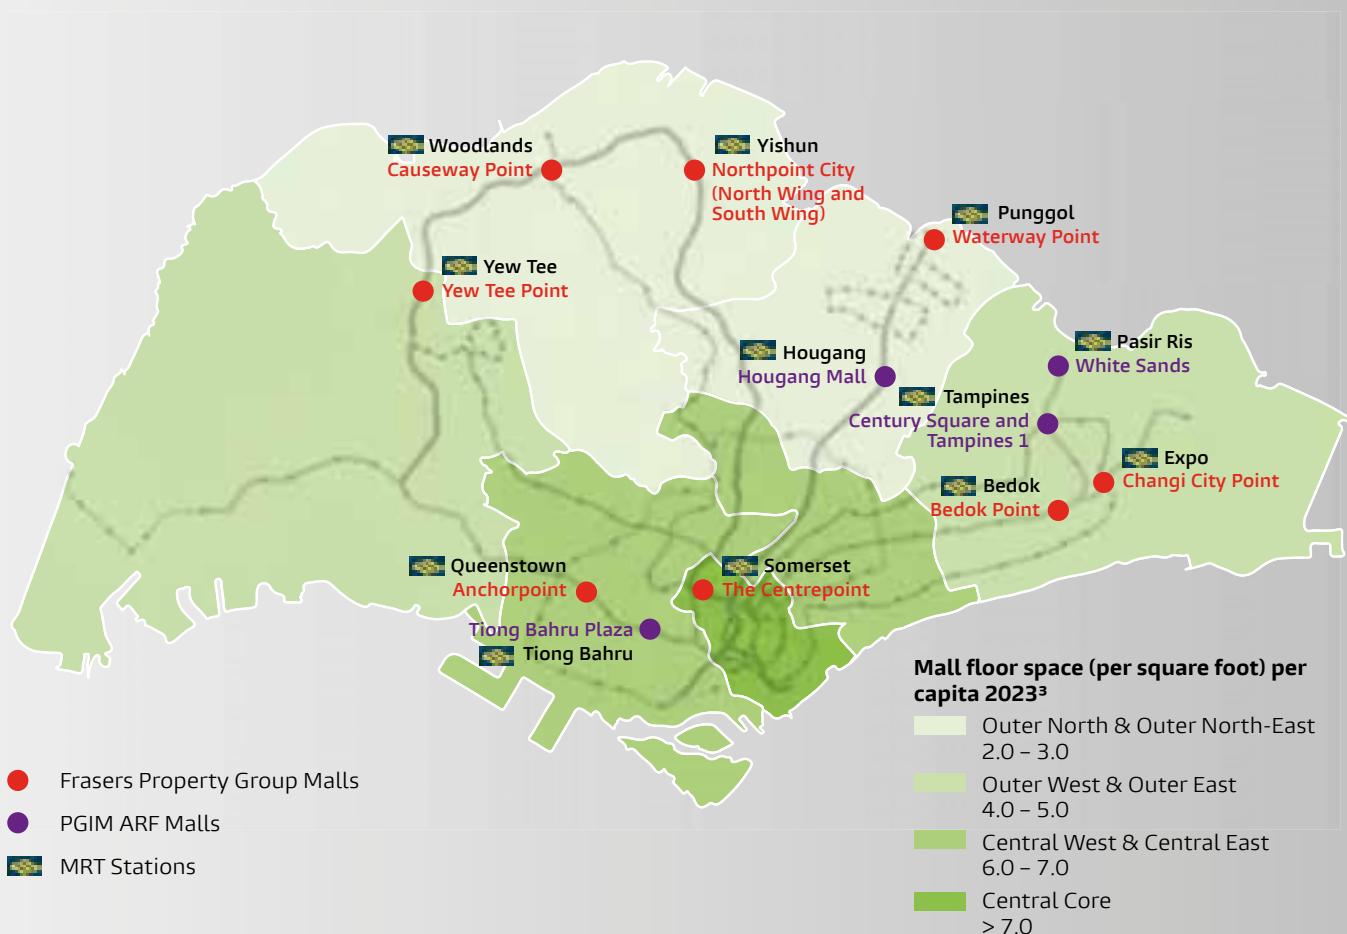 Woodlands
Causeway Point
Yishun
Northpoint City
(North Wing and
South Wing)
Punggol
Waterway Point
Yew Tee
Yew Tee Point
Hougang
Hougang Mall
Pasir Ris
White Sands
Tampines
Century Square and
Tampines 1
Expo
Changi City Point
Bedok
Bedok Point
Queenstown
Anchorpoint
Somerset
The Centrepoint
Tiong Bahru Plaza
Tiong Bahru
Mall floor space (per square foot) per
capita 2023³
Outer North & Outer North-East
2.0 – 3.0
Outer West & Outer East
4.0 – 5.0
Central West & Central East
6.0 – 7.0
Central Core
> 7.0
Frasers Property Group Malls
PGIM ARF Malls
MRT Stations